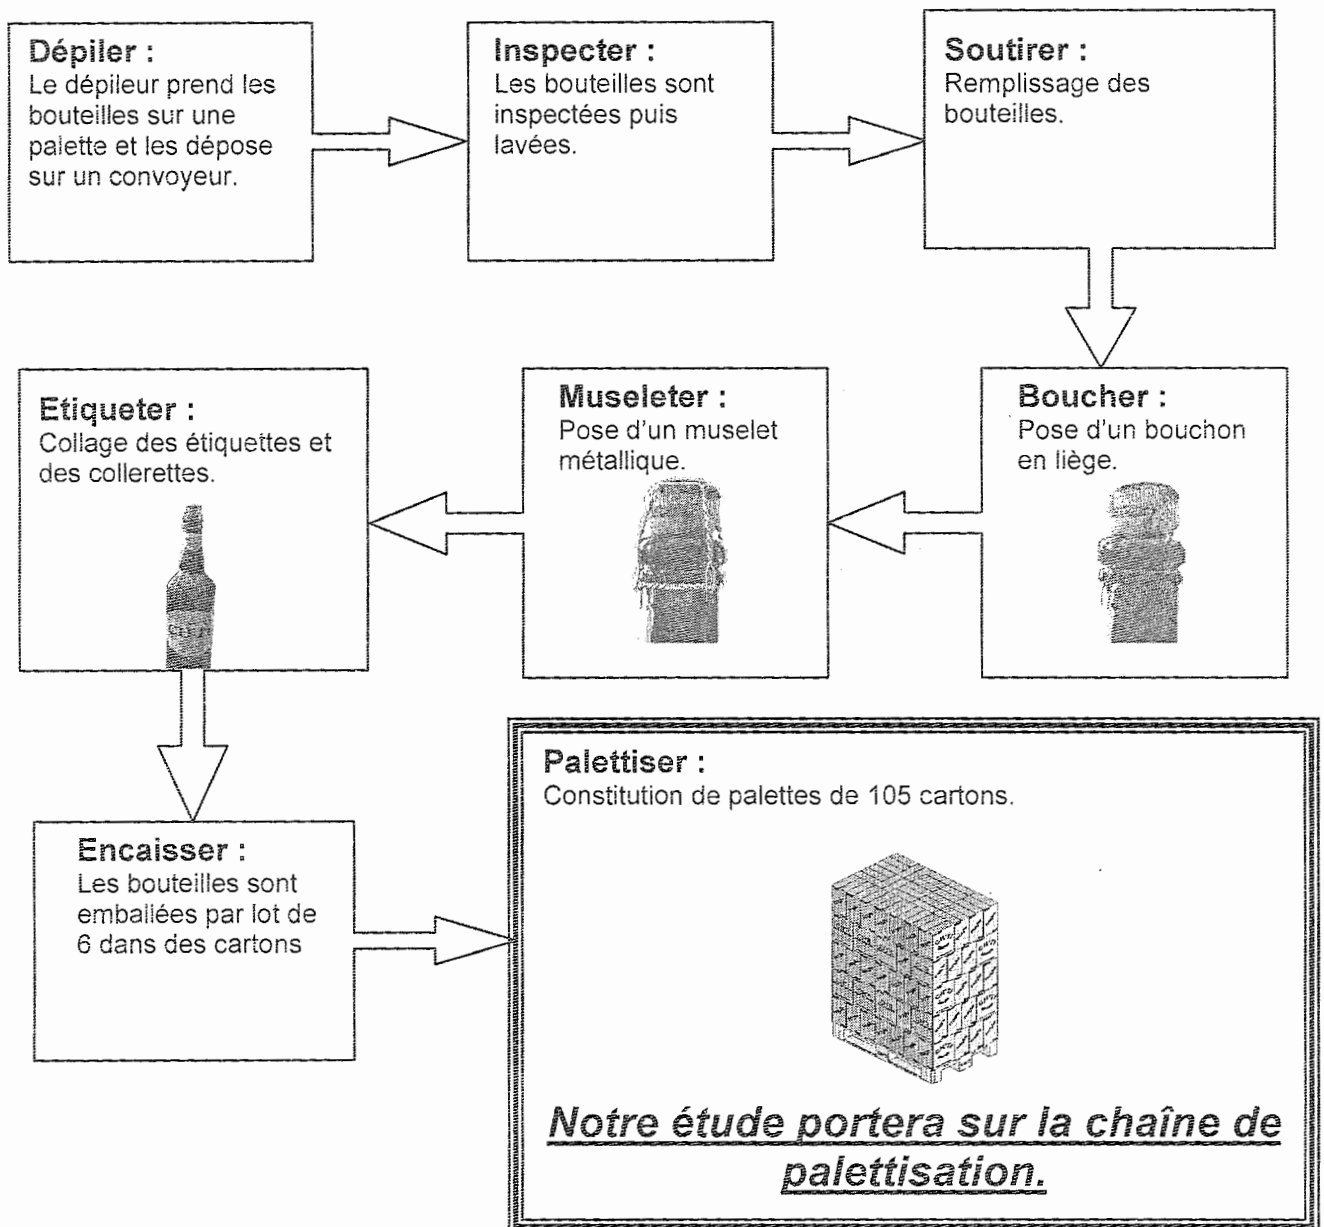 Dépiler :
Le dépileur prend les
bouteilles sur une
palette et les dépose
sur un convoyeur.
Inspecter :
Les bouteilles sont
inspectées puis
lavées.
Soutirer :
Remplissage des
bouteilles.
Boucher :
Pose d'un bouchon
en liège.
Museleter :
Pose d'un muselet
métallique.
Etiqueter :
Collage des étiquettes et
des collerettes.
Encaisser :
Les bouteilles sont
emballées par lot de
6 dans des cartons
Palettiser :
Constitution de palettes de 105 cartons.
Notre étude portera sur la chaîne de
palettisation.